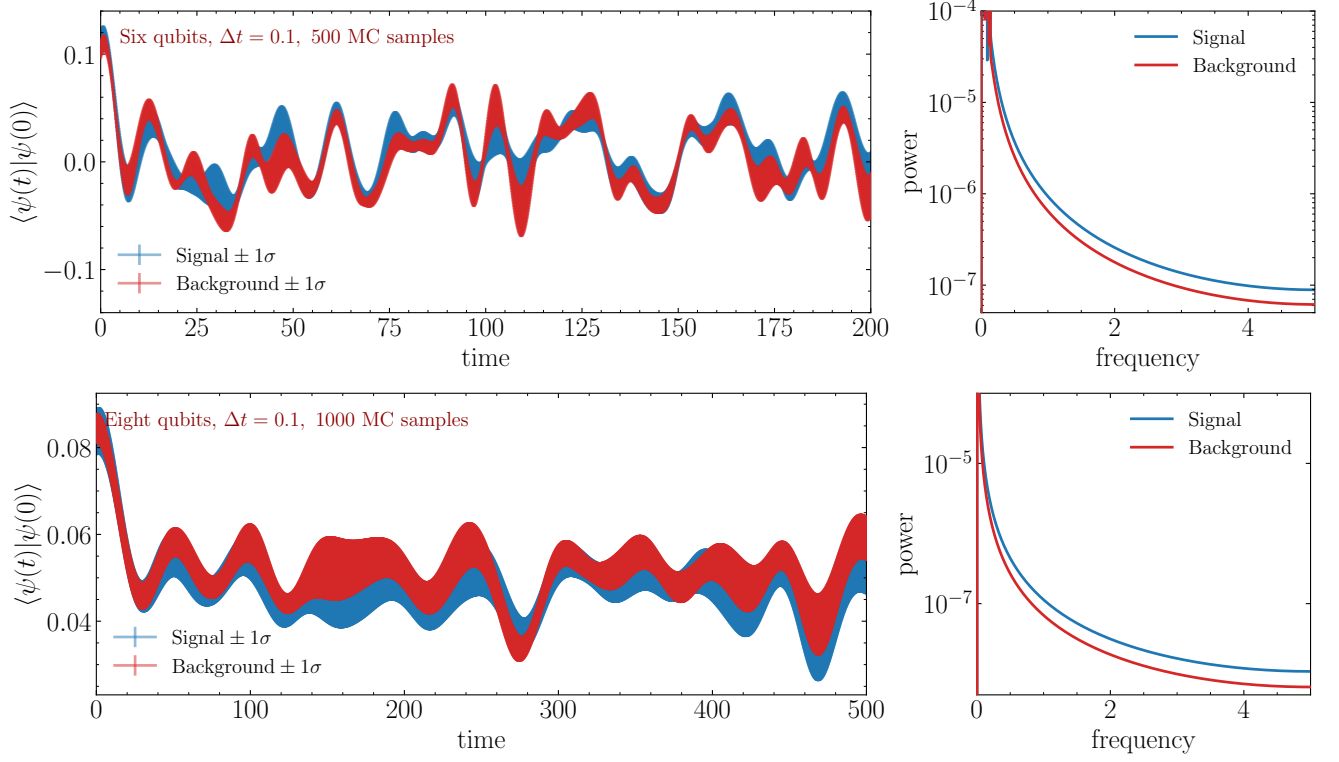 Six qubits, Δt = 0.1, 500 MC samples
⟨ψ(t)|ψ(0)⟩
0.1
0.0
−0.1
Signal ± 1σ
Background ± 1σ
0 25 50 75 100 125 150 175 200
time
power
10⁻⁴
10⁻⁵
10⁻⁶
10⁻⁷
Signal
Background
0 2 4
frequency
Eight qubits, Δt = 0.1, 1000 MC samples
⟨ψ(t)|ψ(0)⟩
0.08
0.06
0.04
Signal ± 1σ
Background ± 1σ
0 100 200 300 400 500
time
power
10⁻⁵
10⁻⁷
Signal
Background
0 2 4
frequency